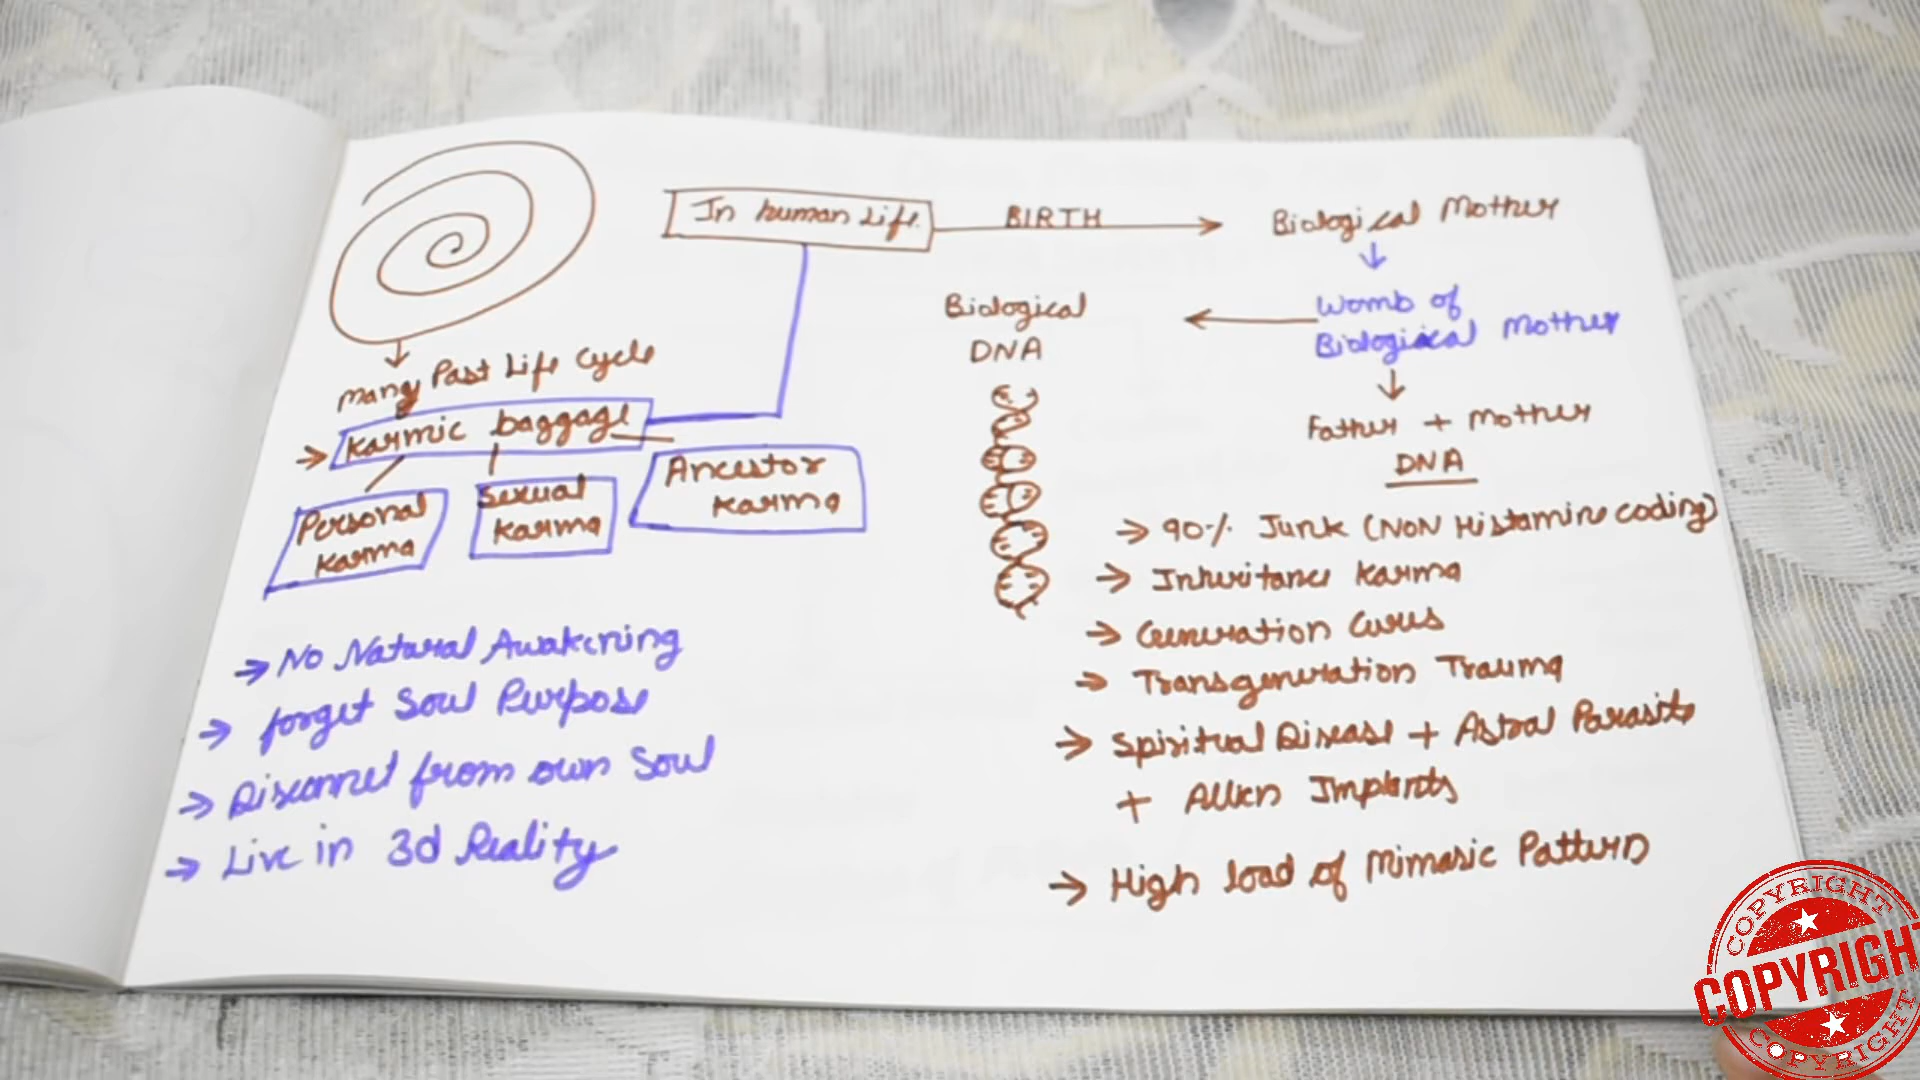 In human Life
BIRTH
Biological Mother
Womb of
Biological Mother
Father + Mother
DNA
Biological
DNA
Many Past Life Cycle
Karmic baggage
Personal
Karma
Sexual
Karma
Ancestor
Karma
→ No Natural Awakening
→ forget Soul Purpose
→ Disconnet from own Soul
→ Live in 3d Reality
→ 90% Junk (NON Histamine coding)
→ Inheritance Karma
→ Generation Cures
→ Transgeneration Trauma
→ Spiritual Disease + Astral Parasite
+ Alien Implants
→ High load of Mimasic Pattern
COPYRIGHT
COPYRIGH
COPYRIGHT